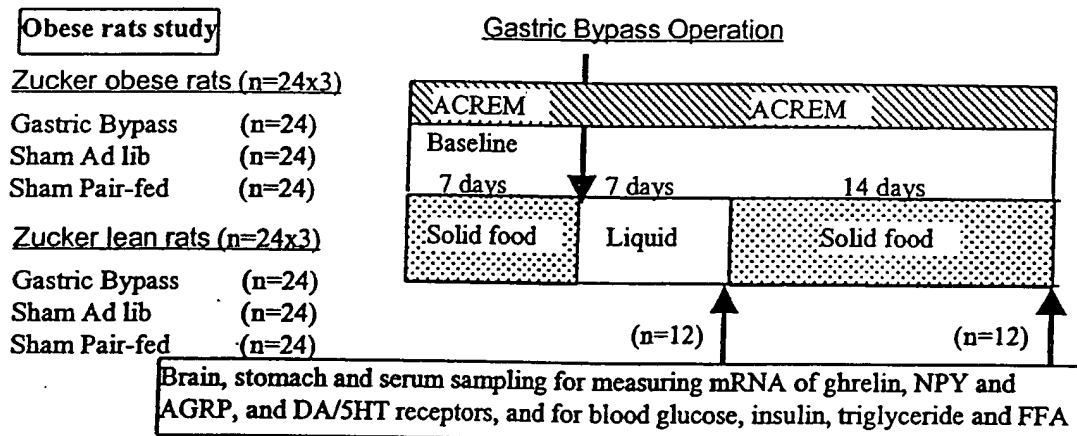 Obese rats study
Zucker obese rats (n=24x3)
Gastric Bypass (n=24)
Sham Ad lib (n=24)
Sham Pair-fed (n=24)
Zucker lean rats (n=24x3)
Gastric Bypass (n=24)
Sham Ad lib (n=24)
Sham Pair-fed (n=24)
Gastric Bypass Operation
ACREM ACREM
Baseline
7 days 7 days 14 days
Solid food Liquid Solid food
(n=12) (n=12)
Brain, stomach and serum sampling for measuring mRNA of ghrelin, NPY and
AGRP, and DA/5HT receptors, and for blood glucose, insulin, triglyceride and FFA